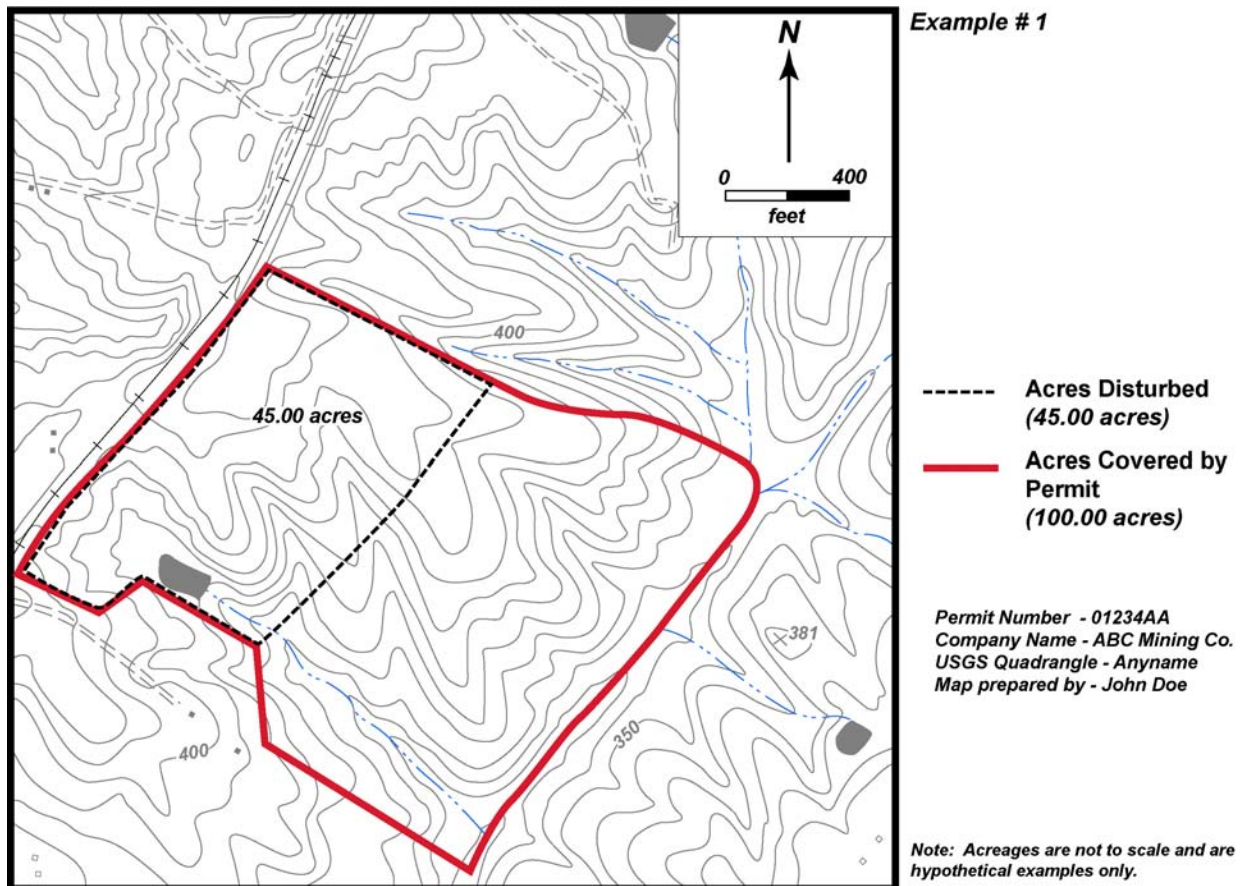 Example # 1
N
0 400
feet
400
45.00 acres
Acres Disturbed
(45.00 acres)
Acres Covered by
Permit
(100.00 acres)
381
Permit Number - 01234AA
Company Name - ABC Mining Co.
USGS Quadrangle - Anyname
Map prepared by - John Doe
350
400
Note: Acreages are not to scale and are
hypothetical examples only.